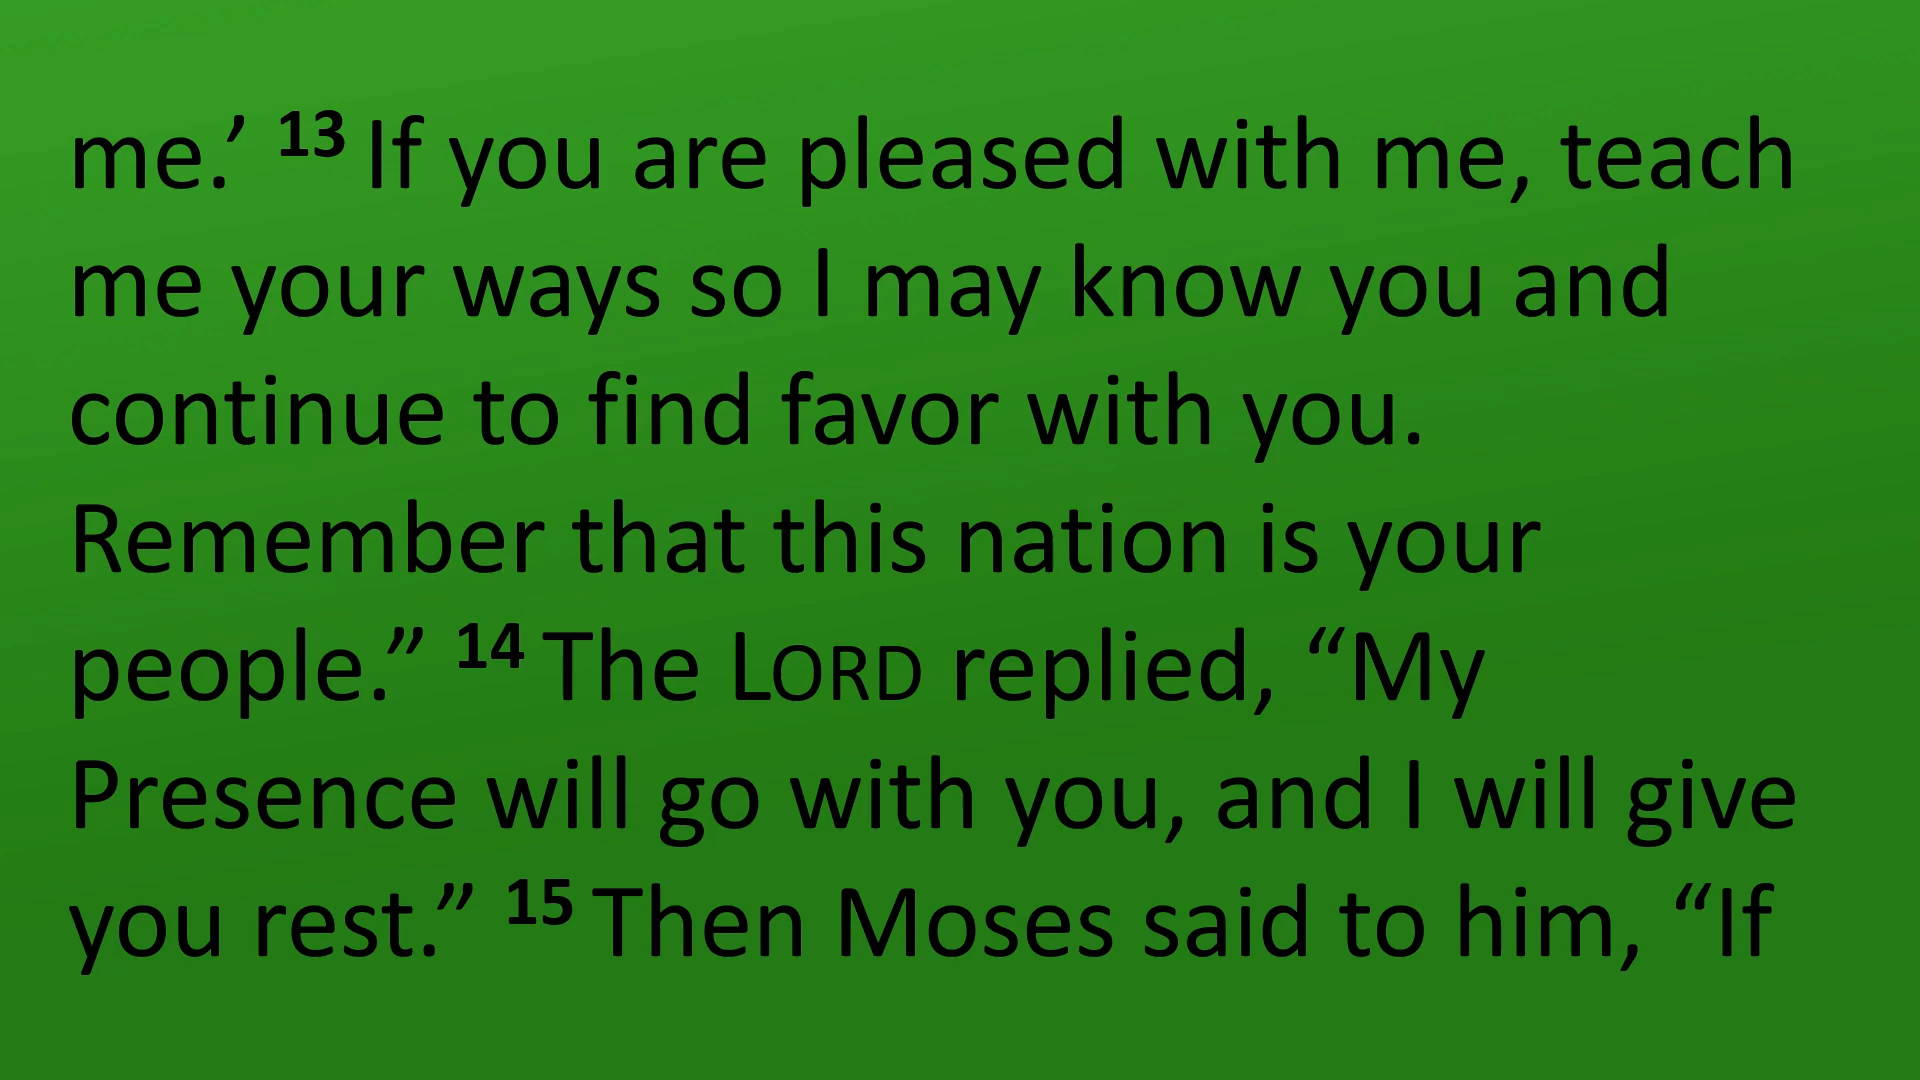 me.’ 13 If you are pleased with me, teach
me your ways so I may know you and
continue to find favor with you.
Remember that this nation is your
people.” 14 The LORD replied, “My
Presence will go with you, and I will give
you rest.” 15 Then Moses said to him, “If